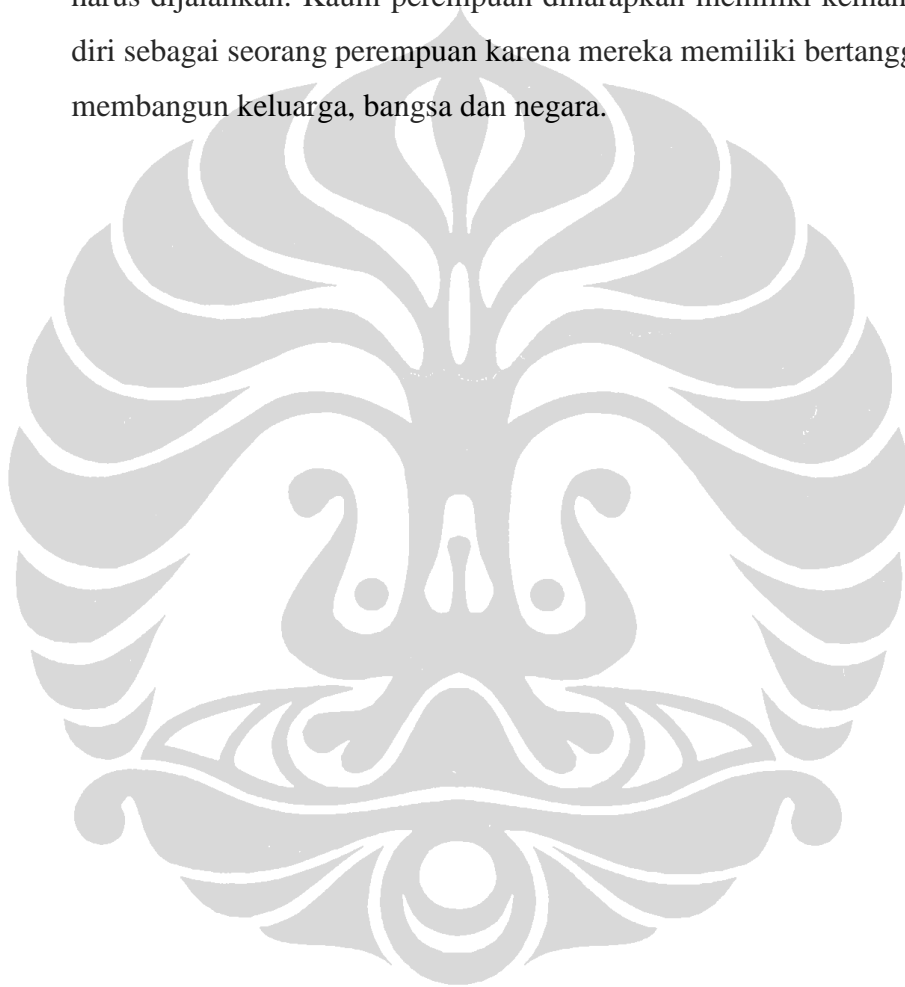 harus dijalankan. Kaum perempuan diharapkan memiliki
diri sebagai seorang perempuan karena mereka memiliki
membangun keluarga, bangsa dan negara.